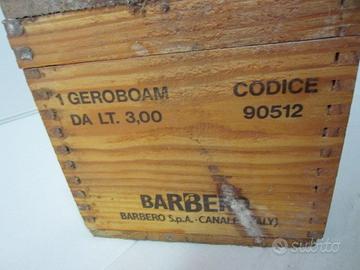 1 GEROBOAM
DA LT. 3,00
CODICE
90512
BARBERO
BARBERO S.p.A. - CANALE (ITALY)
subito